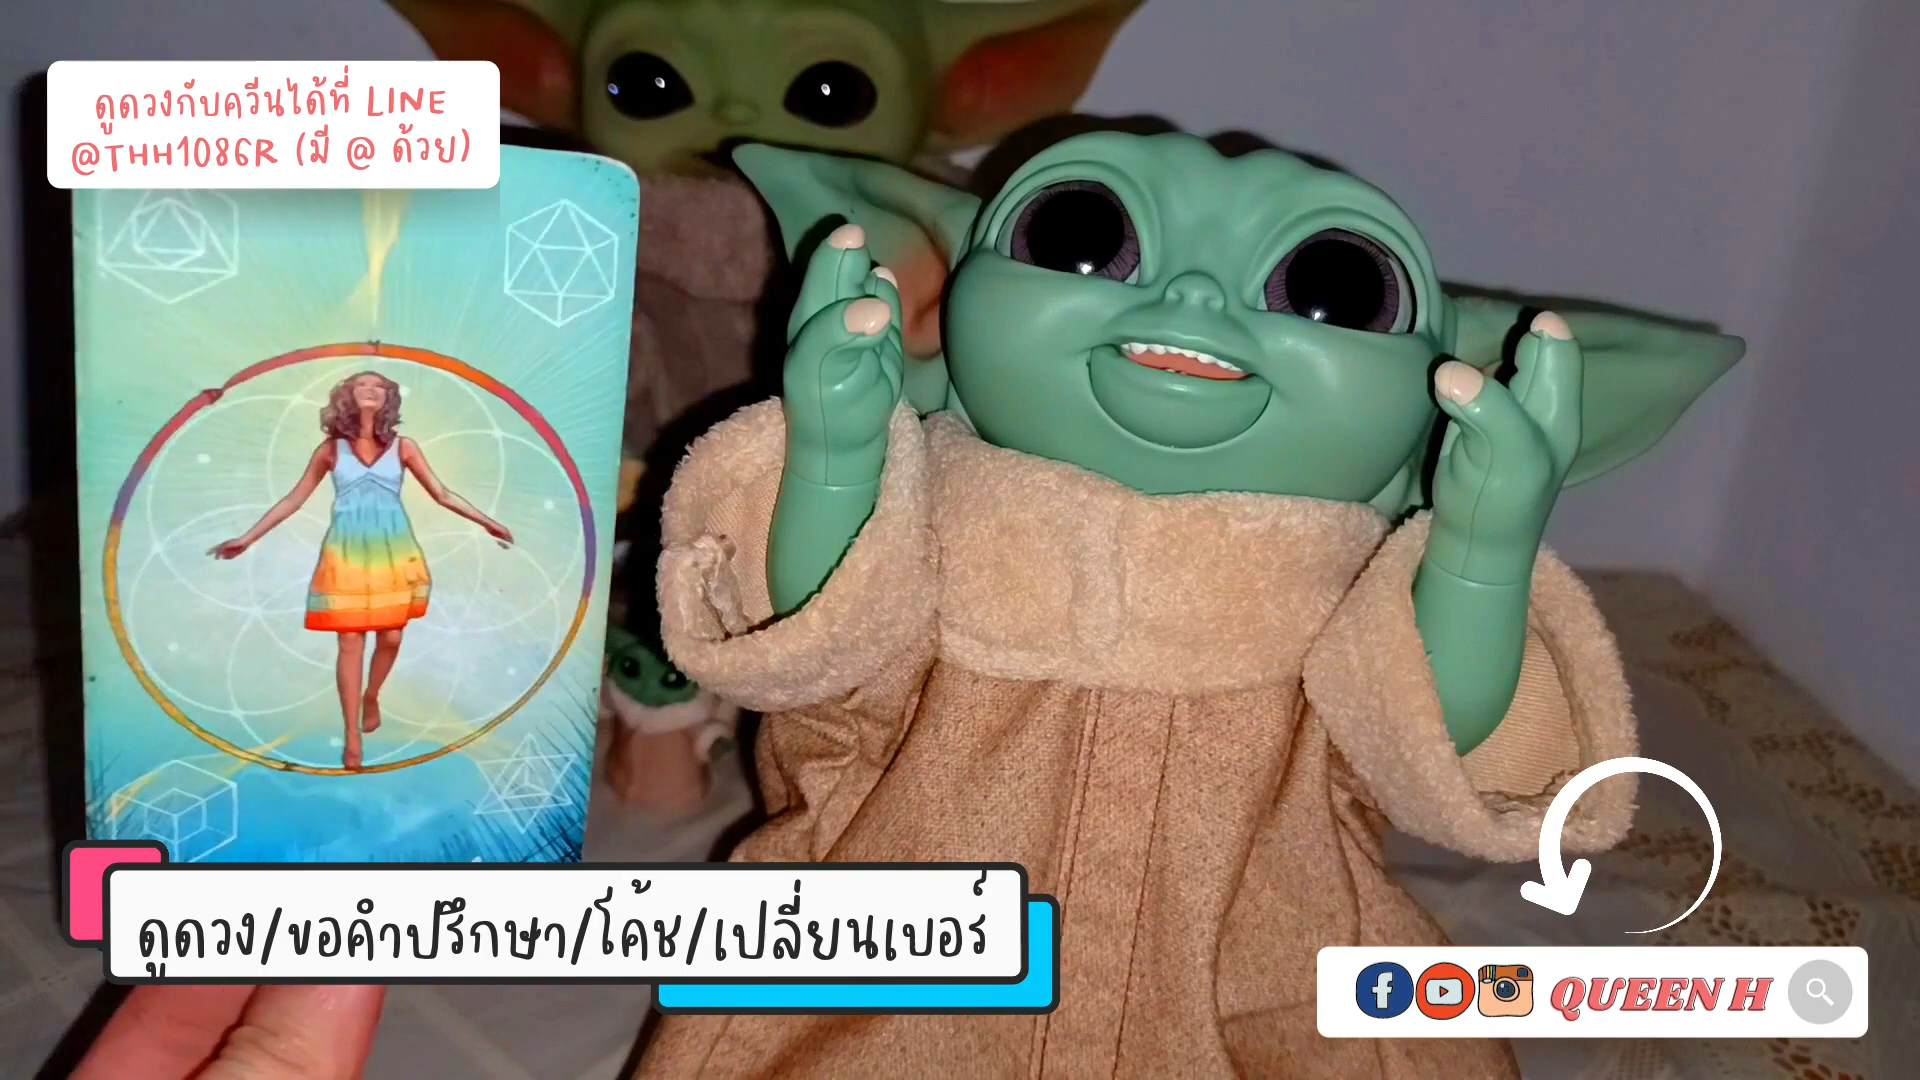 ดูดวงกับควีนได้ที่ LINE
@THH1086R (มี @ ด้วย)
ดูดวง/ขอคำปรึกษา/โค้ช/เปลี่ยนเบอร์
QUEEN H